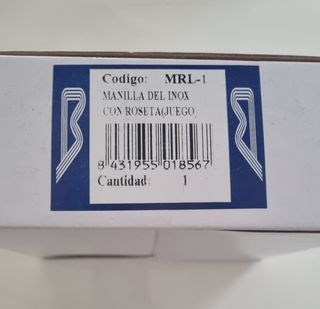 Codigo: MRL-1
MANILLA DEL INOX
CON ROSETA(JUEGO)
8 431955 018567
Cantidad: 1